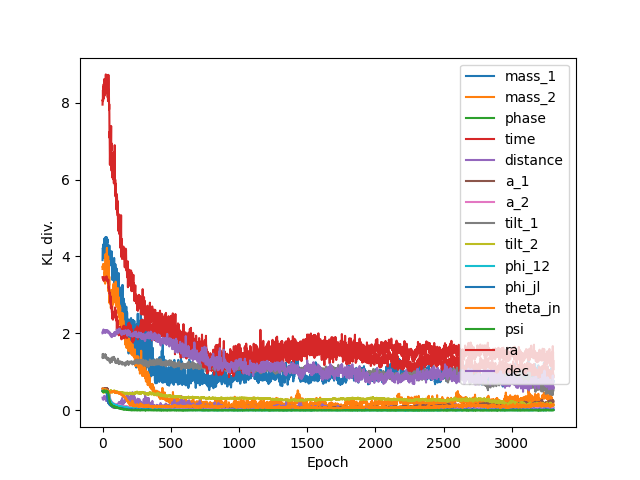 KL div.
8
6
4
2
0
0 500 1000 1500 2000 2500 3000
Epoch
mass_1
mass_2
phase
time
distance
a_1
a_2
tilt_1
tilt_2
phi_12
phi_jl
theta_jn
psi
ra
dec